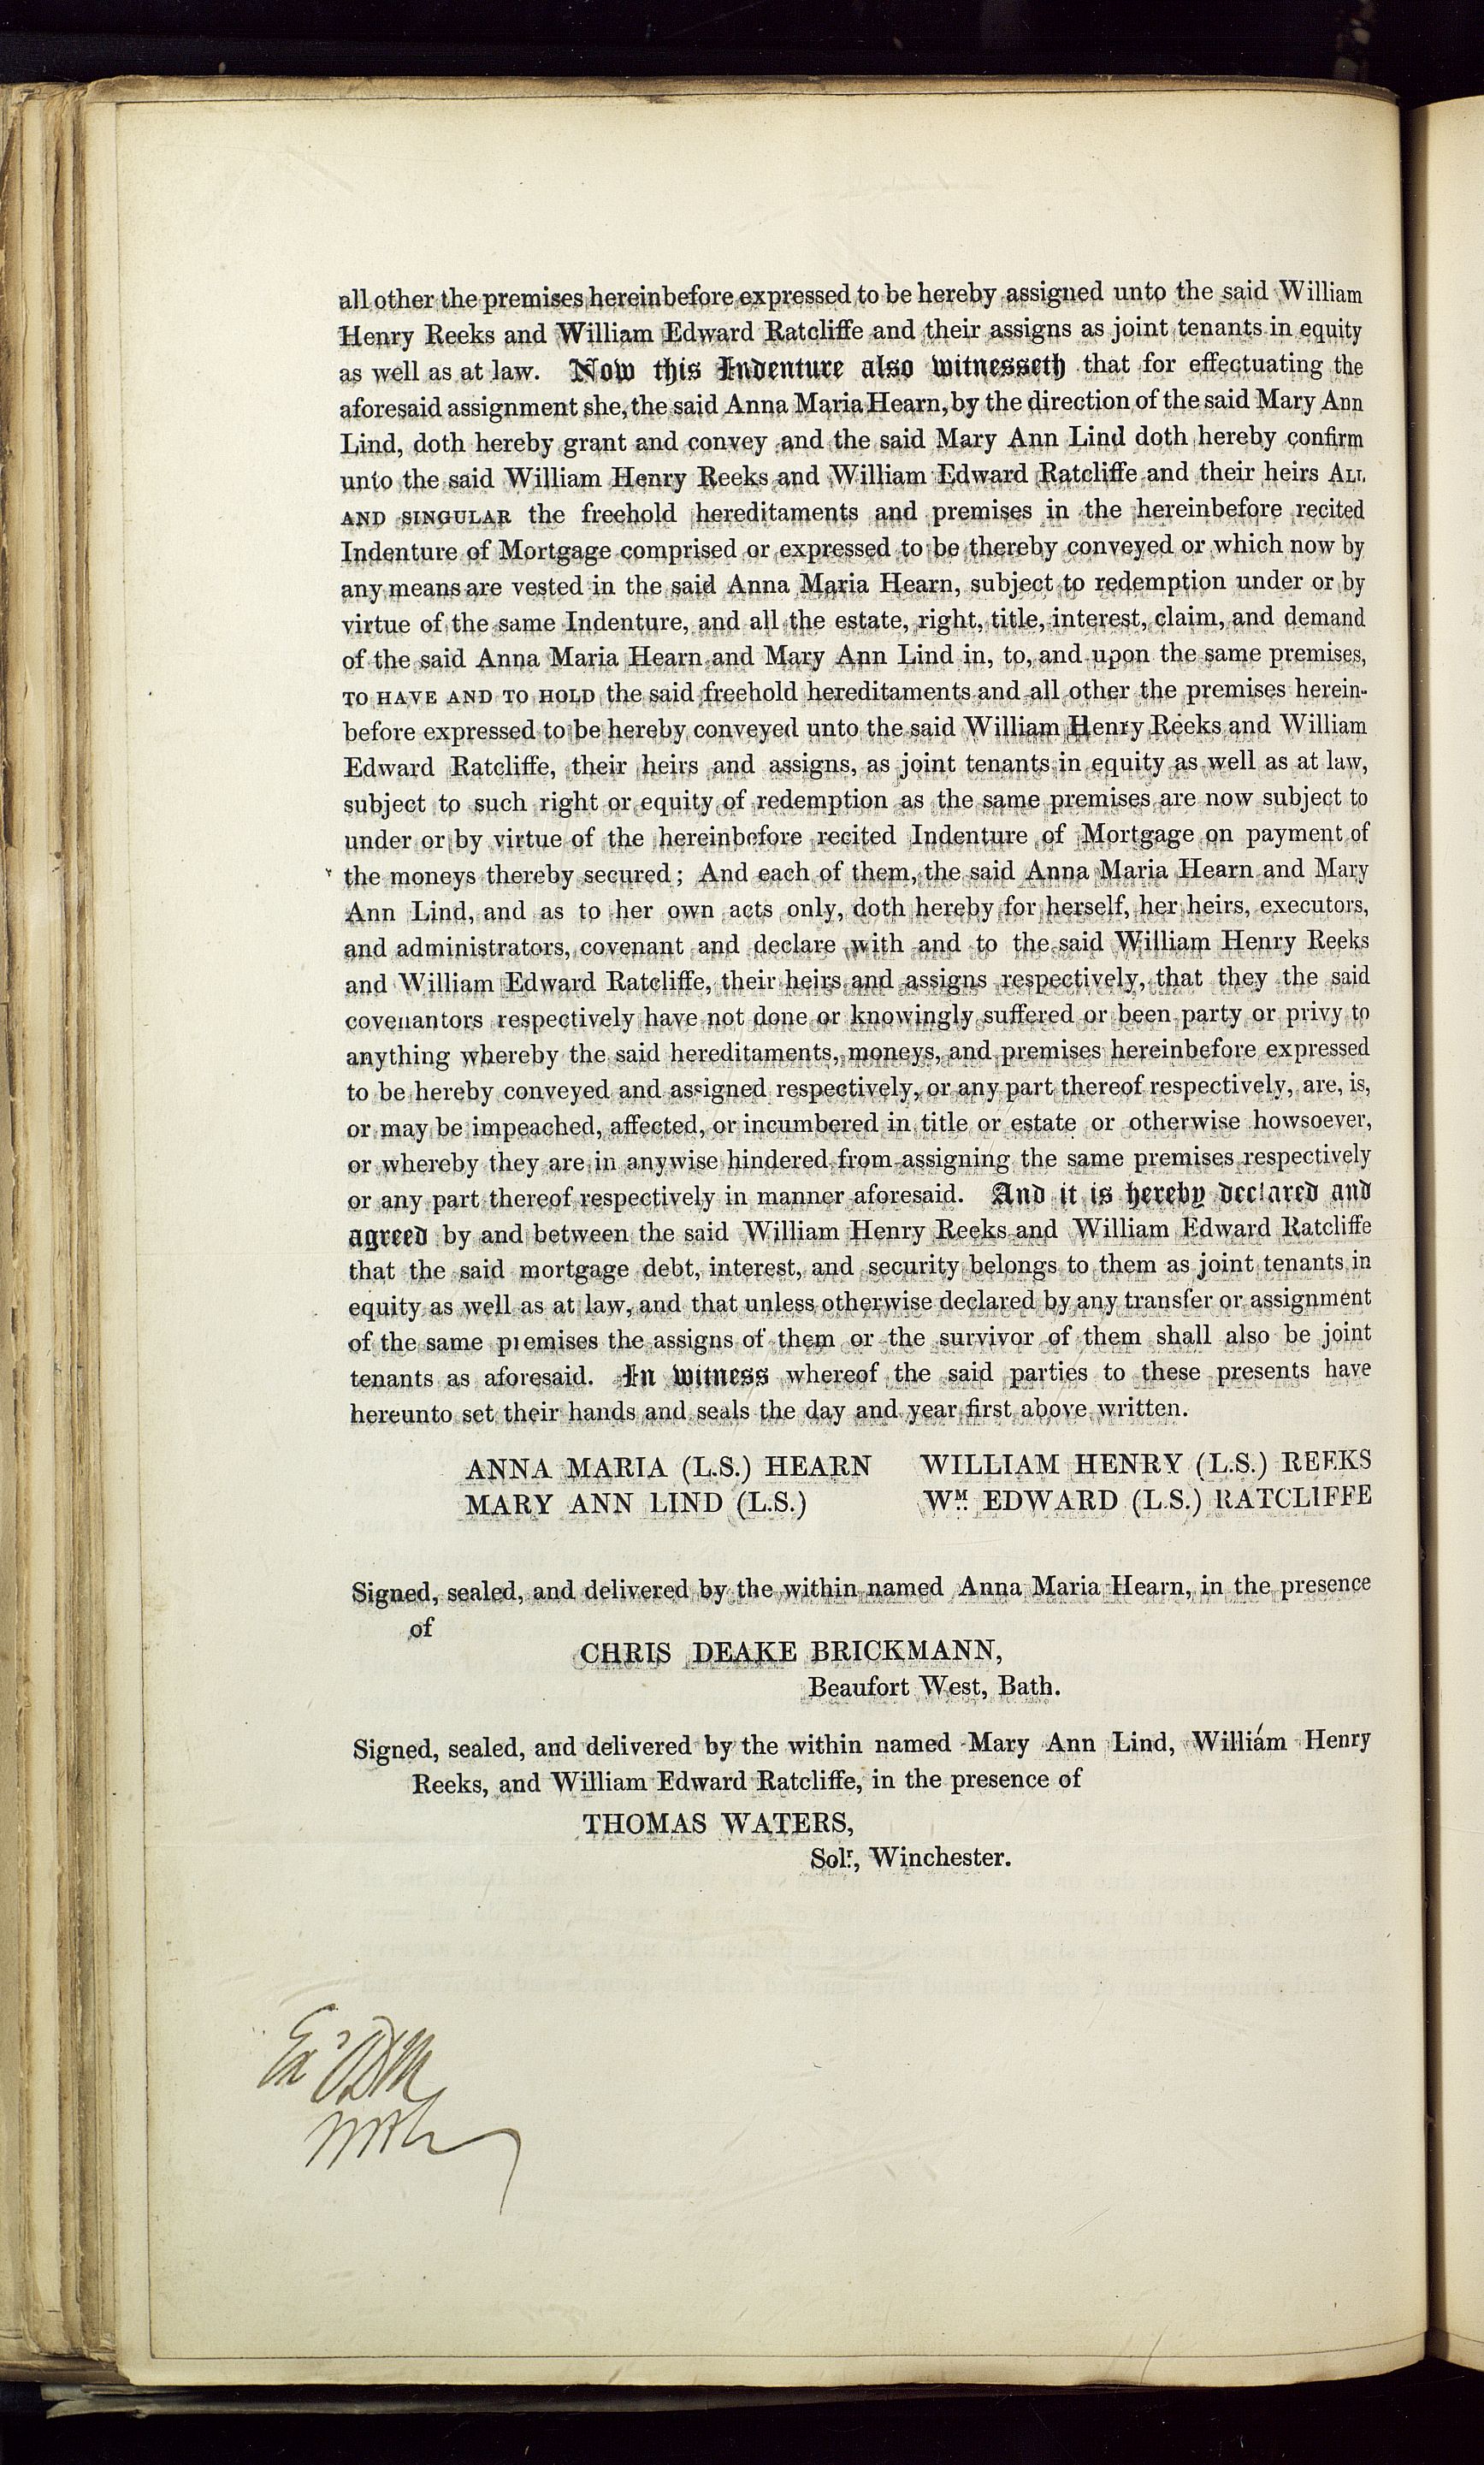 all other the premises hereinbefore expressed to be hereby assigned unto the said William
Henry Reeks and William Edward Ratcliffe and their assigns as joint tenants in equity
as well as at law. Now this Indenture also witnesseth that for effectuating the
aforesaid assignment she, the said Anna Maria Hearn, by the direction of the said Mary Ann
Lind, doth hereby grant and convey and the said Mary Ann Lind doth hereby confirm
unto the said William Henry Reeks and William Edward Ratcliffe and their heirs ALL
AND SINGULAR the freehold hereditaments and premises in the hereinbefore recited
Indenture of Mortgage comprised or expressed to be thereby conveyed or which now by
any means are vested in the said Anna Maria Hearn, subject to redemption under or by
virtue of the same Indenture, and all the estate, right, title, interest, claim, and demand
of the said Anna Maria Hearn and Mary Ann Lind in, to, and upon the same premises,
TO HAVE AND TO HOLD the said freehold hereditaments and all other the premises herein-
before expressed to be hereby conveyed unto the said William Henry Reeks and William
Edward Ratcliffe, their heirs and assigns, as joint tenants in equity as well as at law,
subject to such right or equity of redemption as the same premises are now subject to
under or by virtue of the hereinbefore recited Indenture of Mortgage on payment of
the moneys thereby secured; And each of them, the said Anna Maria Hearn and Mary
Ann Lind, and as to her own acts only, doth hereby for herself, her heirs, executors,
and administrators, covenant and declare with and to the said William Henry Reeks
and William Edward Ratcliffe, their heirs and assigns respectively, that they the said
covenantors respectively have not done or knowingly suffered or been party or privy to
anything whereby the said hereditaments, moneys, and premises hereinbefore expressed
to be hereby conveyed and assigned respectively, or any part thereof respectively, are, is,
or may be impeached, affected, or incumbered in title or estate or otherwise howsoever,
or whereby they are in anywise hindered from assigning the same premises respectively
or any part thereof respectively in manner aforesaid. And it is hereby declared and
agreed by and between the said William Henry Reeks and William Edward Ratcliffe
that the said mortgage debt, interest, and security belongs to them as joint tenants in
equity as well as at law, and that unless otherwise declared by any transfer or assignment
of the same premises the assigns of them or the survivor of them shall also be joint
tenants as aforesaid. In witness whereof the said parties to these presents have
hereunto set their hands and seals the day and year first above written.
ANNA MARIA (L.S.) HEARN WILLIAM HENRY (L.S.) REEKS
MARY ANN LIND (L.S.) Wᴹ. EDWARD (L.S.) RATCLIFFE
Signed, sealed, and delivered by the within named Anna Maria Hearn, in the presence
of
CHRIS DEAKE BRICKMANN,
Beaufort West, Bath.
Signed, sealed, and delivered by the within named Mary Ann Lind, William Henry
Reeks, and William Edward Ratcliffe, in the presence of
THOMAS WATERS,
Solʳ., Winchester.